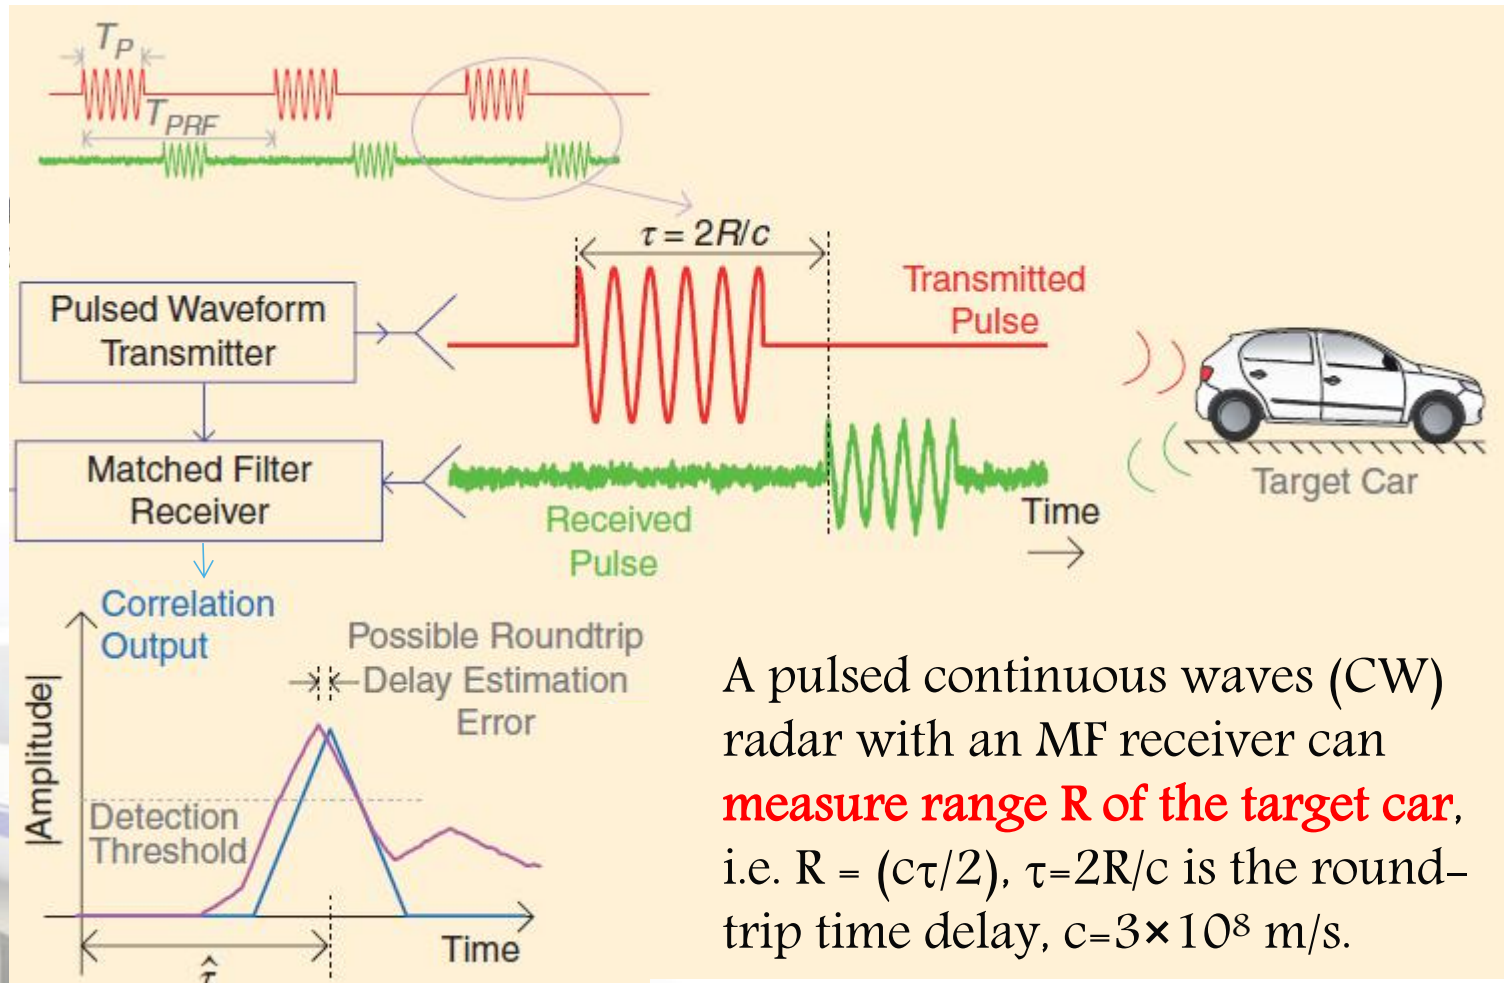 T_P
T_PRF
τ = 2R/c
Transmitted
Pulse
Pulsed Waveform
Transmitter
Matched Filter
Receiver
Received
Pulse
Time
Target Car
Correlation
Output
Possible Roundtrip
Delay Estimation
Error
|Amplitude|
Detection
Threshold
Time
τ̂
A pulsed continuous waves (CW)
radar with an MF receiver can
measure range R of the target car,
i.e. R = (cτ/2), τ=2R/c is the round-
trip time delay, c=3×10⁸ m/s.